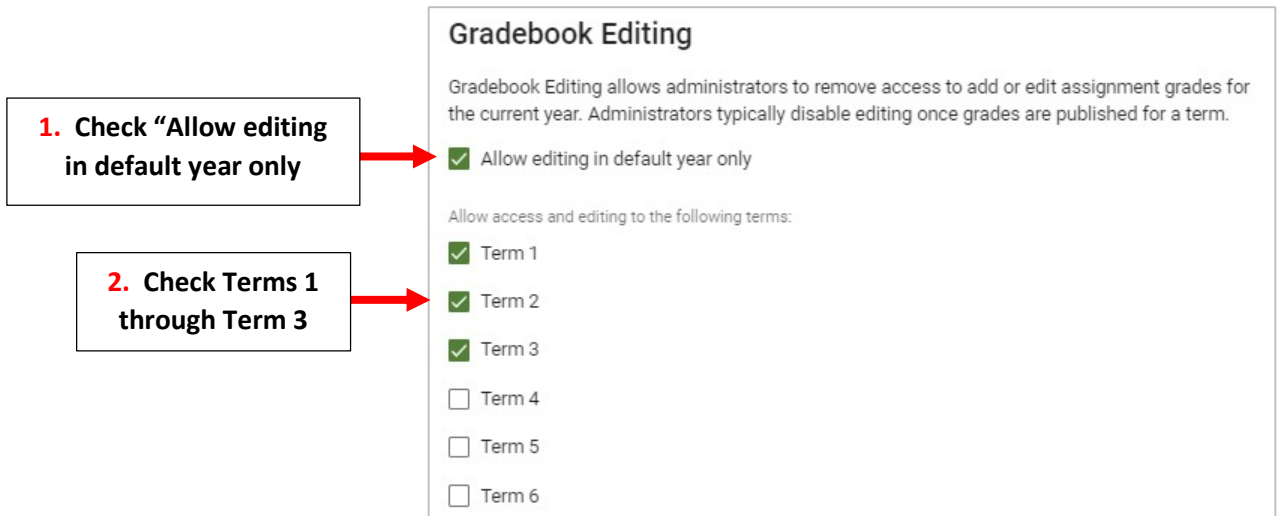 Gradebook Editing
Gradebook Editing allows administrators to remove access to add or edit assignment grades for
the current year. Administrators typically disable editing once grades are published for a term.
1. Check “Allow editing
in default year only
Allow editing in default year only
Allow access and editing to the following terms:
Term 1
2. Check Terms 1
through Term 3
Term 2
Term 3
Term 4
Term 5
Term 6